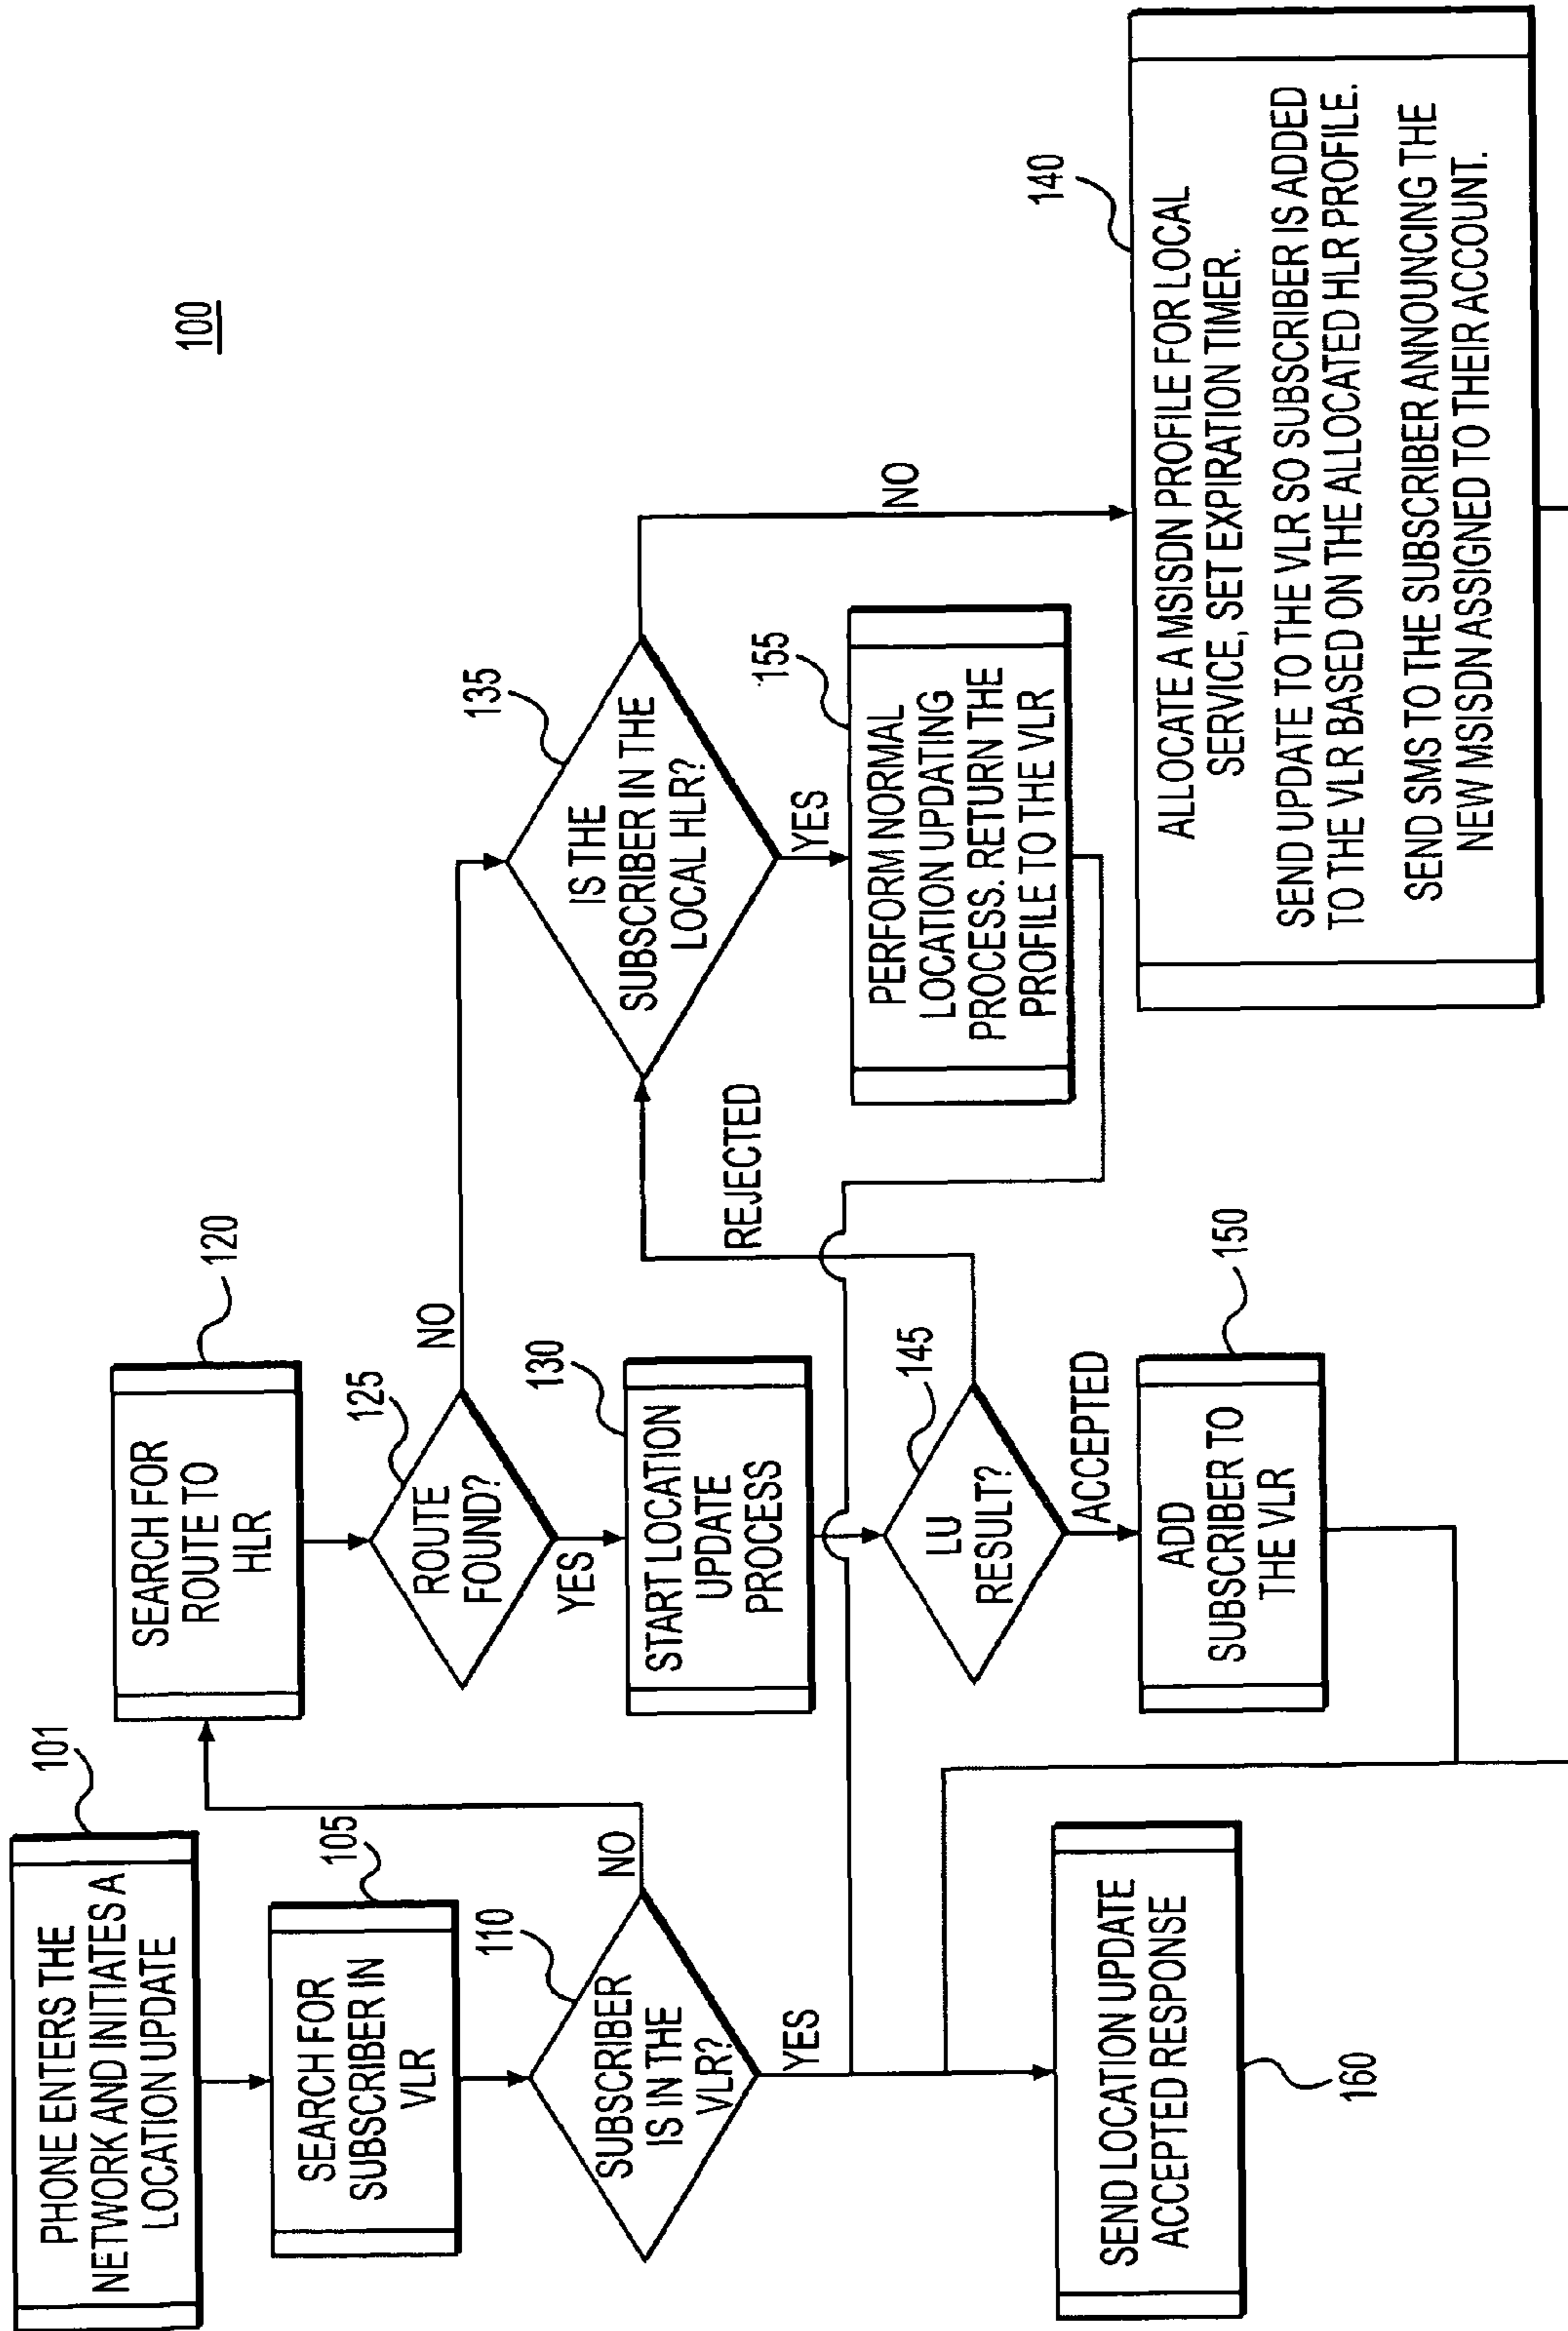 100
101
PHONE ENTERS THE
NETWORK AND INITIATES A
LOCATION UPDATE
105
SEARCH FOR
SUBSCRIBER IN
VLR
110
SUBSCRIBER
IS IN THE
VLR?
NO
YES
120
SEARCH FOR
ROUTE TO
HLR
125
ROUTE
FOUND?
NO
YES
130
START LOCATION
UPDATE
PROCESS
145
LU
RESULT?
REJECTED
ACCEPTED
150
ADD
SUBSCRIBER TO
THE VLR
135
IS THE
SUBSCRIBER IN THE
LOCAL HLR?
NO
YES
155
PERFORM NORMAL
LOCATION UPDATING
PROCESS. RETURN THE
PROFILE TO THE VLR
140
ALLOCATE A MSISDN PROFILE FOR LOCAL
SERVICE, SET EXPIRATION TIMER.
SEND UPDATE TO THE VLR SO SUBSCRIBER IS ADDED
TO THE VLR BASED ON THE ALLOCATED HLR PROFILE.
SEND SMS TO THE SUBSCRIBER ANNOUNCING THE
NEW MSISDN ASSIGNED TO THEIR ACCOUNT.
SEND LOCATION UPDATE
ACCEPTED RESPONSE
160